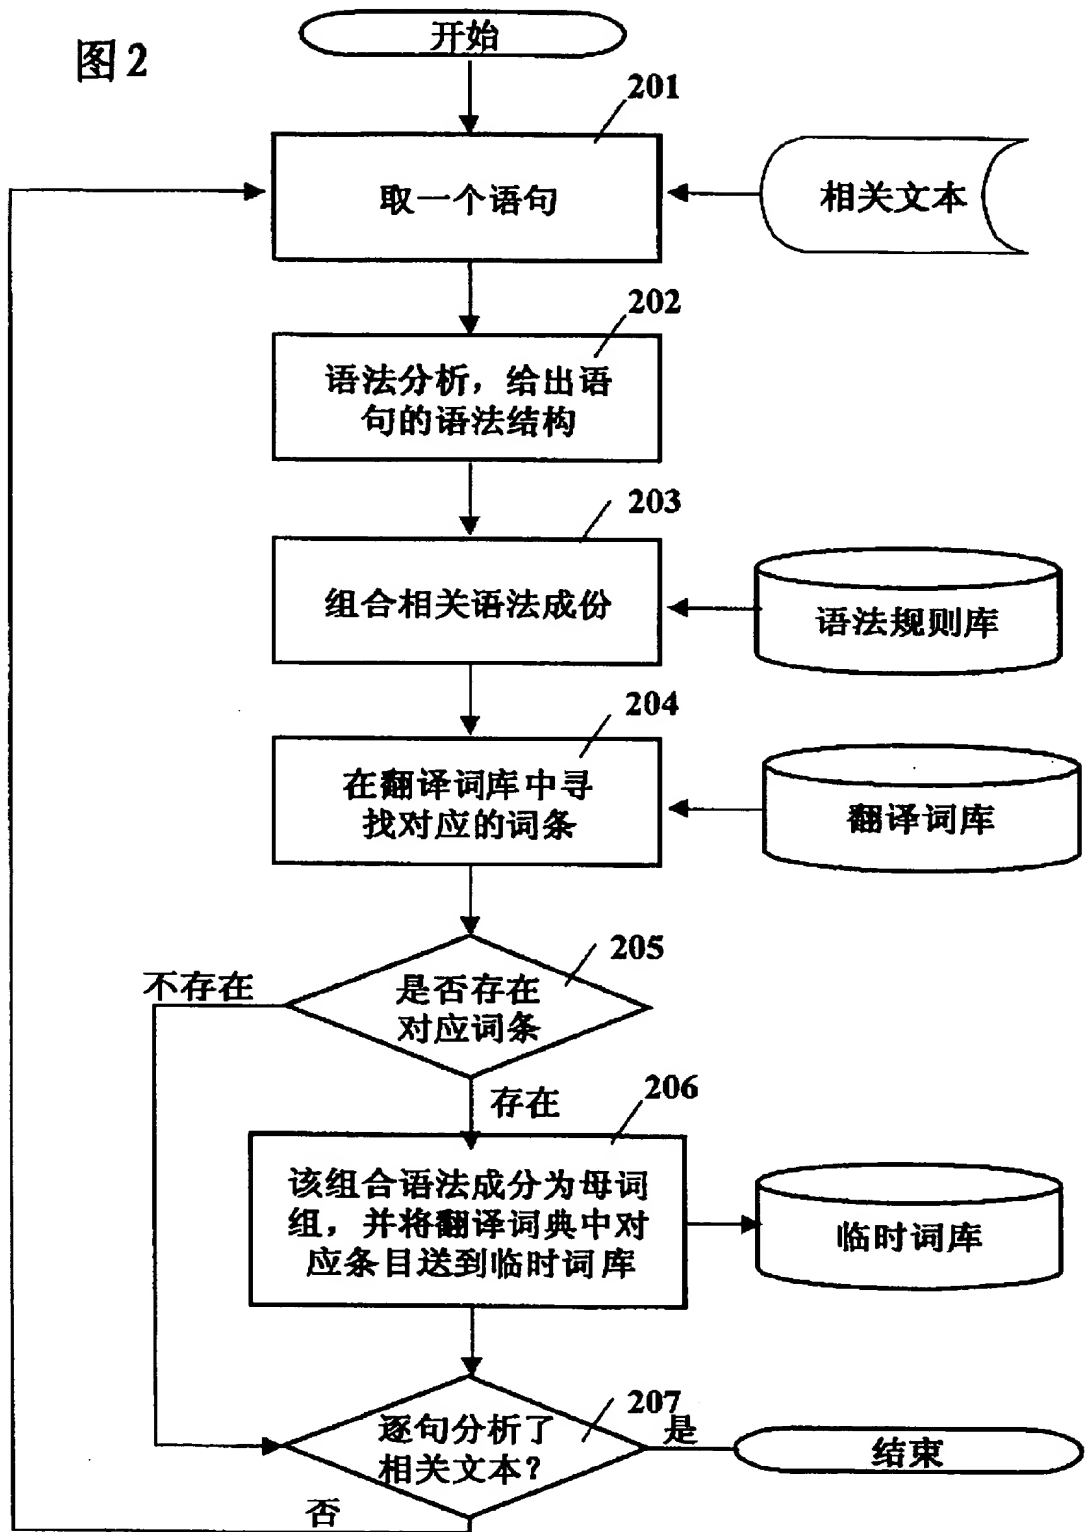 图2
开始
201
取一个语句
相关文本
202
语法分析，给出语
句的语法结构
203
组合相关语法成份
语法规则库
204
在翻译词库中寻
找对应的词条
翻译词库
205
不存在
是否存在
对应词条
存在
206
该组合语法成分为母词
组，并将翻译词典中对
应条目送到临时词库
临时词库
207
逐句分析了
相关文本？
是
结束
否